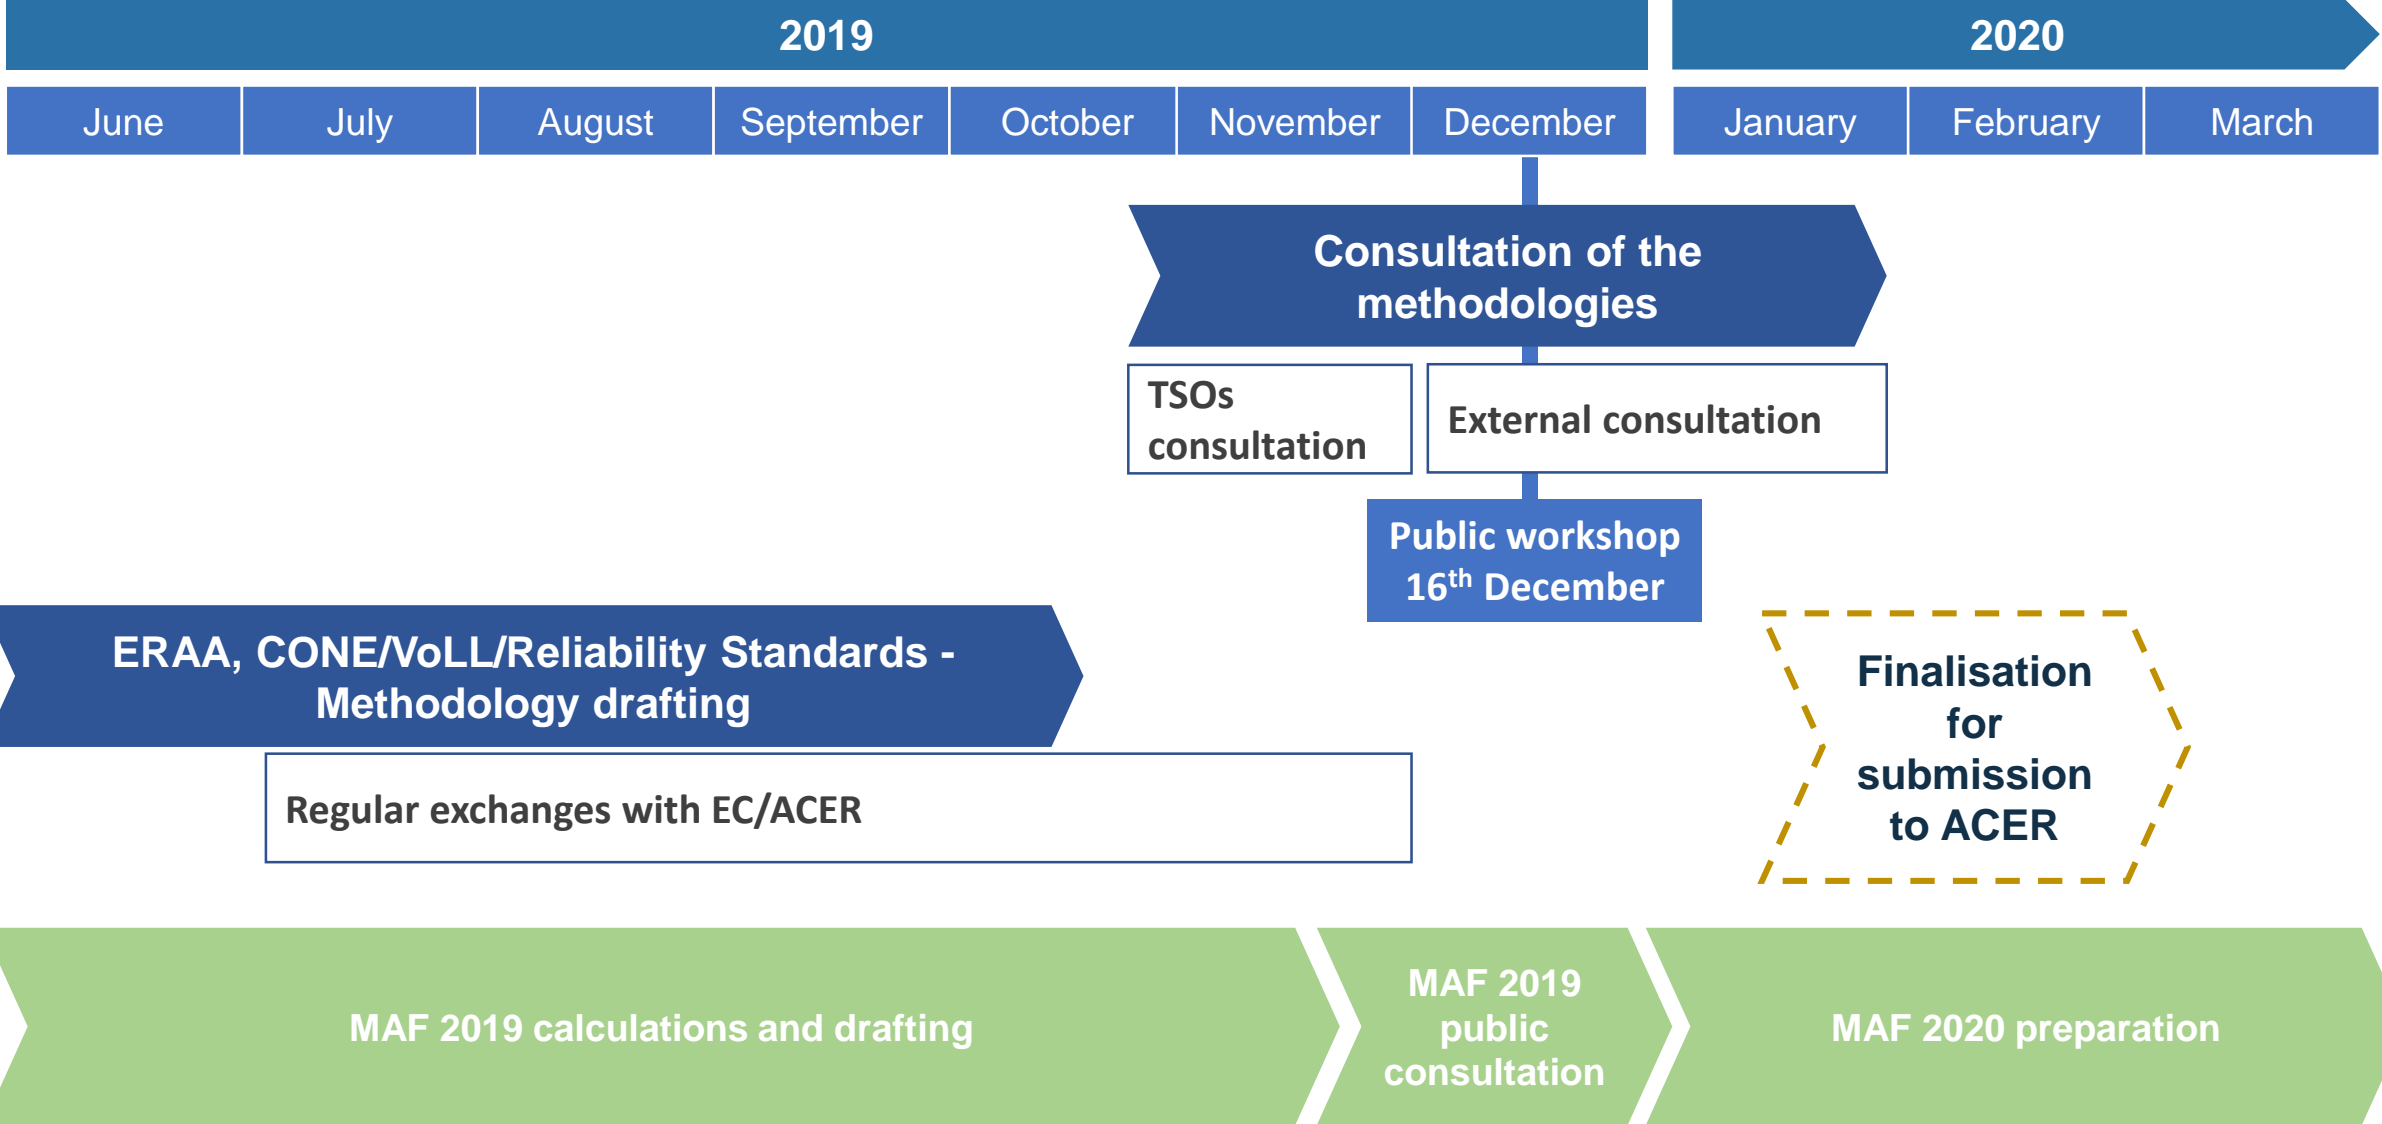 2019
2020
June
July
August
September
October
November
December
January
February
March
Consultation of the
methodologies
TSOs
consultation
External consultation
Public workshop
16th December
ERAA, CONE/VoLL/Reliability Standards -
Methodology drafting
Regular exchanges with EC/ACER
Finalisation
for
submission
to ACER
MAF 2019 calculations and drafting
MAF 2019
public
consultation
MAF 2020 preparation